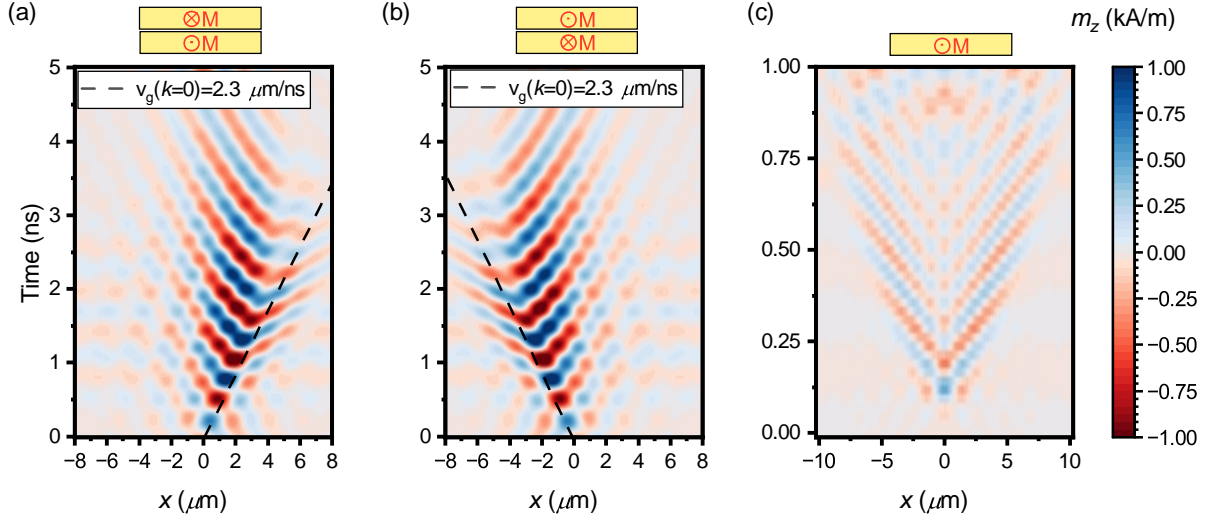 (a)
⊗M
⊙M
(b)
⊙M
⊗M
(c)
⊙M
m_z (kA/m)
v_g(k=0)=2.3 μm/ns
v_g(k=0)=2.3 μm/ns
Time (ns)
5
4
3
2
1
0
−8 −6 −4 −2 0 2 4 6 8
x (μm)
5
4
3
2
1
0
−8 −6 −4 −2 0 2 4 6 8
x (μm)
1.00
0.75
0.50
0.25
0.00
−10 −5 0 5 10
x (μm)
1.00
0.75
0.50
0.25
0.00
−0.25
−0.50
−0.75
−1.00